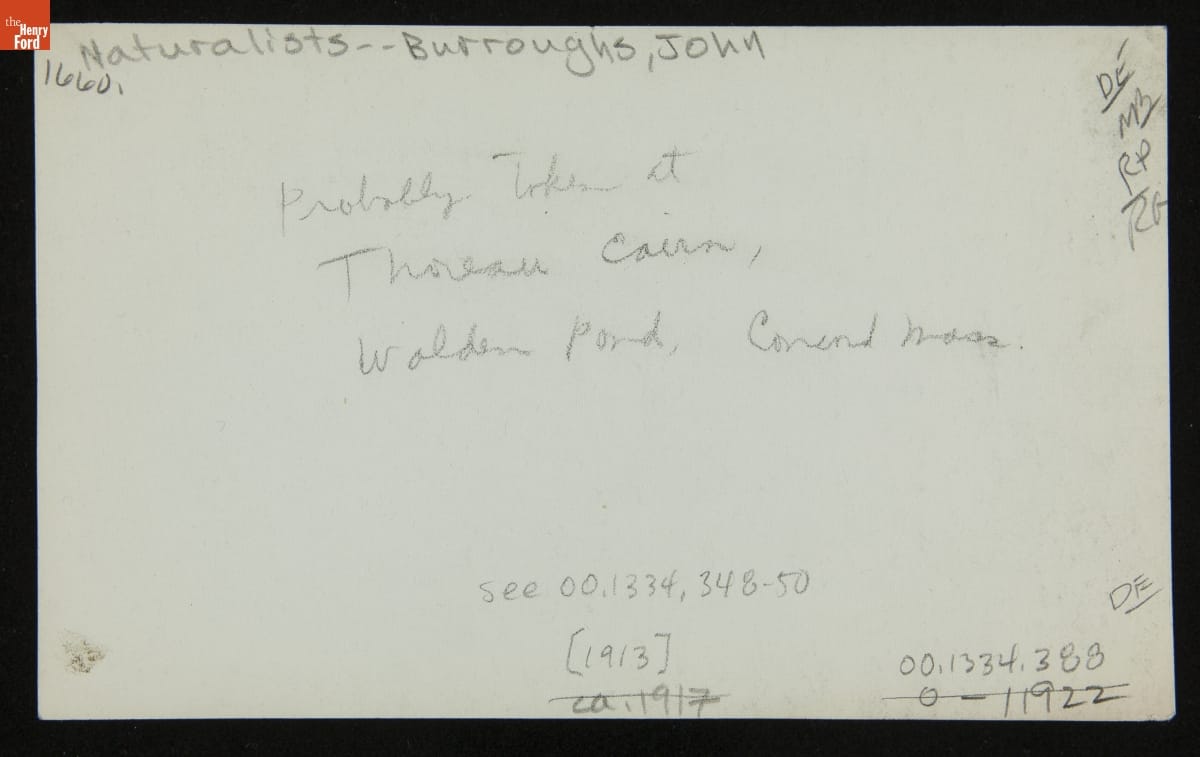 the
Henry
Ford
Naturalists--Burroughs, John
1660.
DE
MB
RP
RG
Probably Taken at
Thoreau Cairn,
Walden Pond, Concord Mass.
see 00.1334.348-50
DE
[1913]
00.1334.388
ca. 1917
0-11922